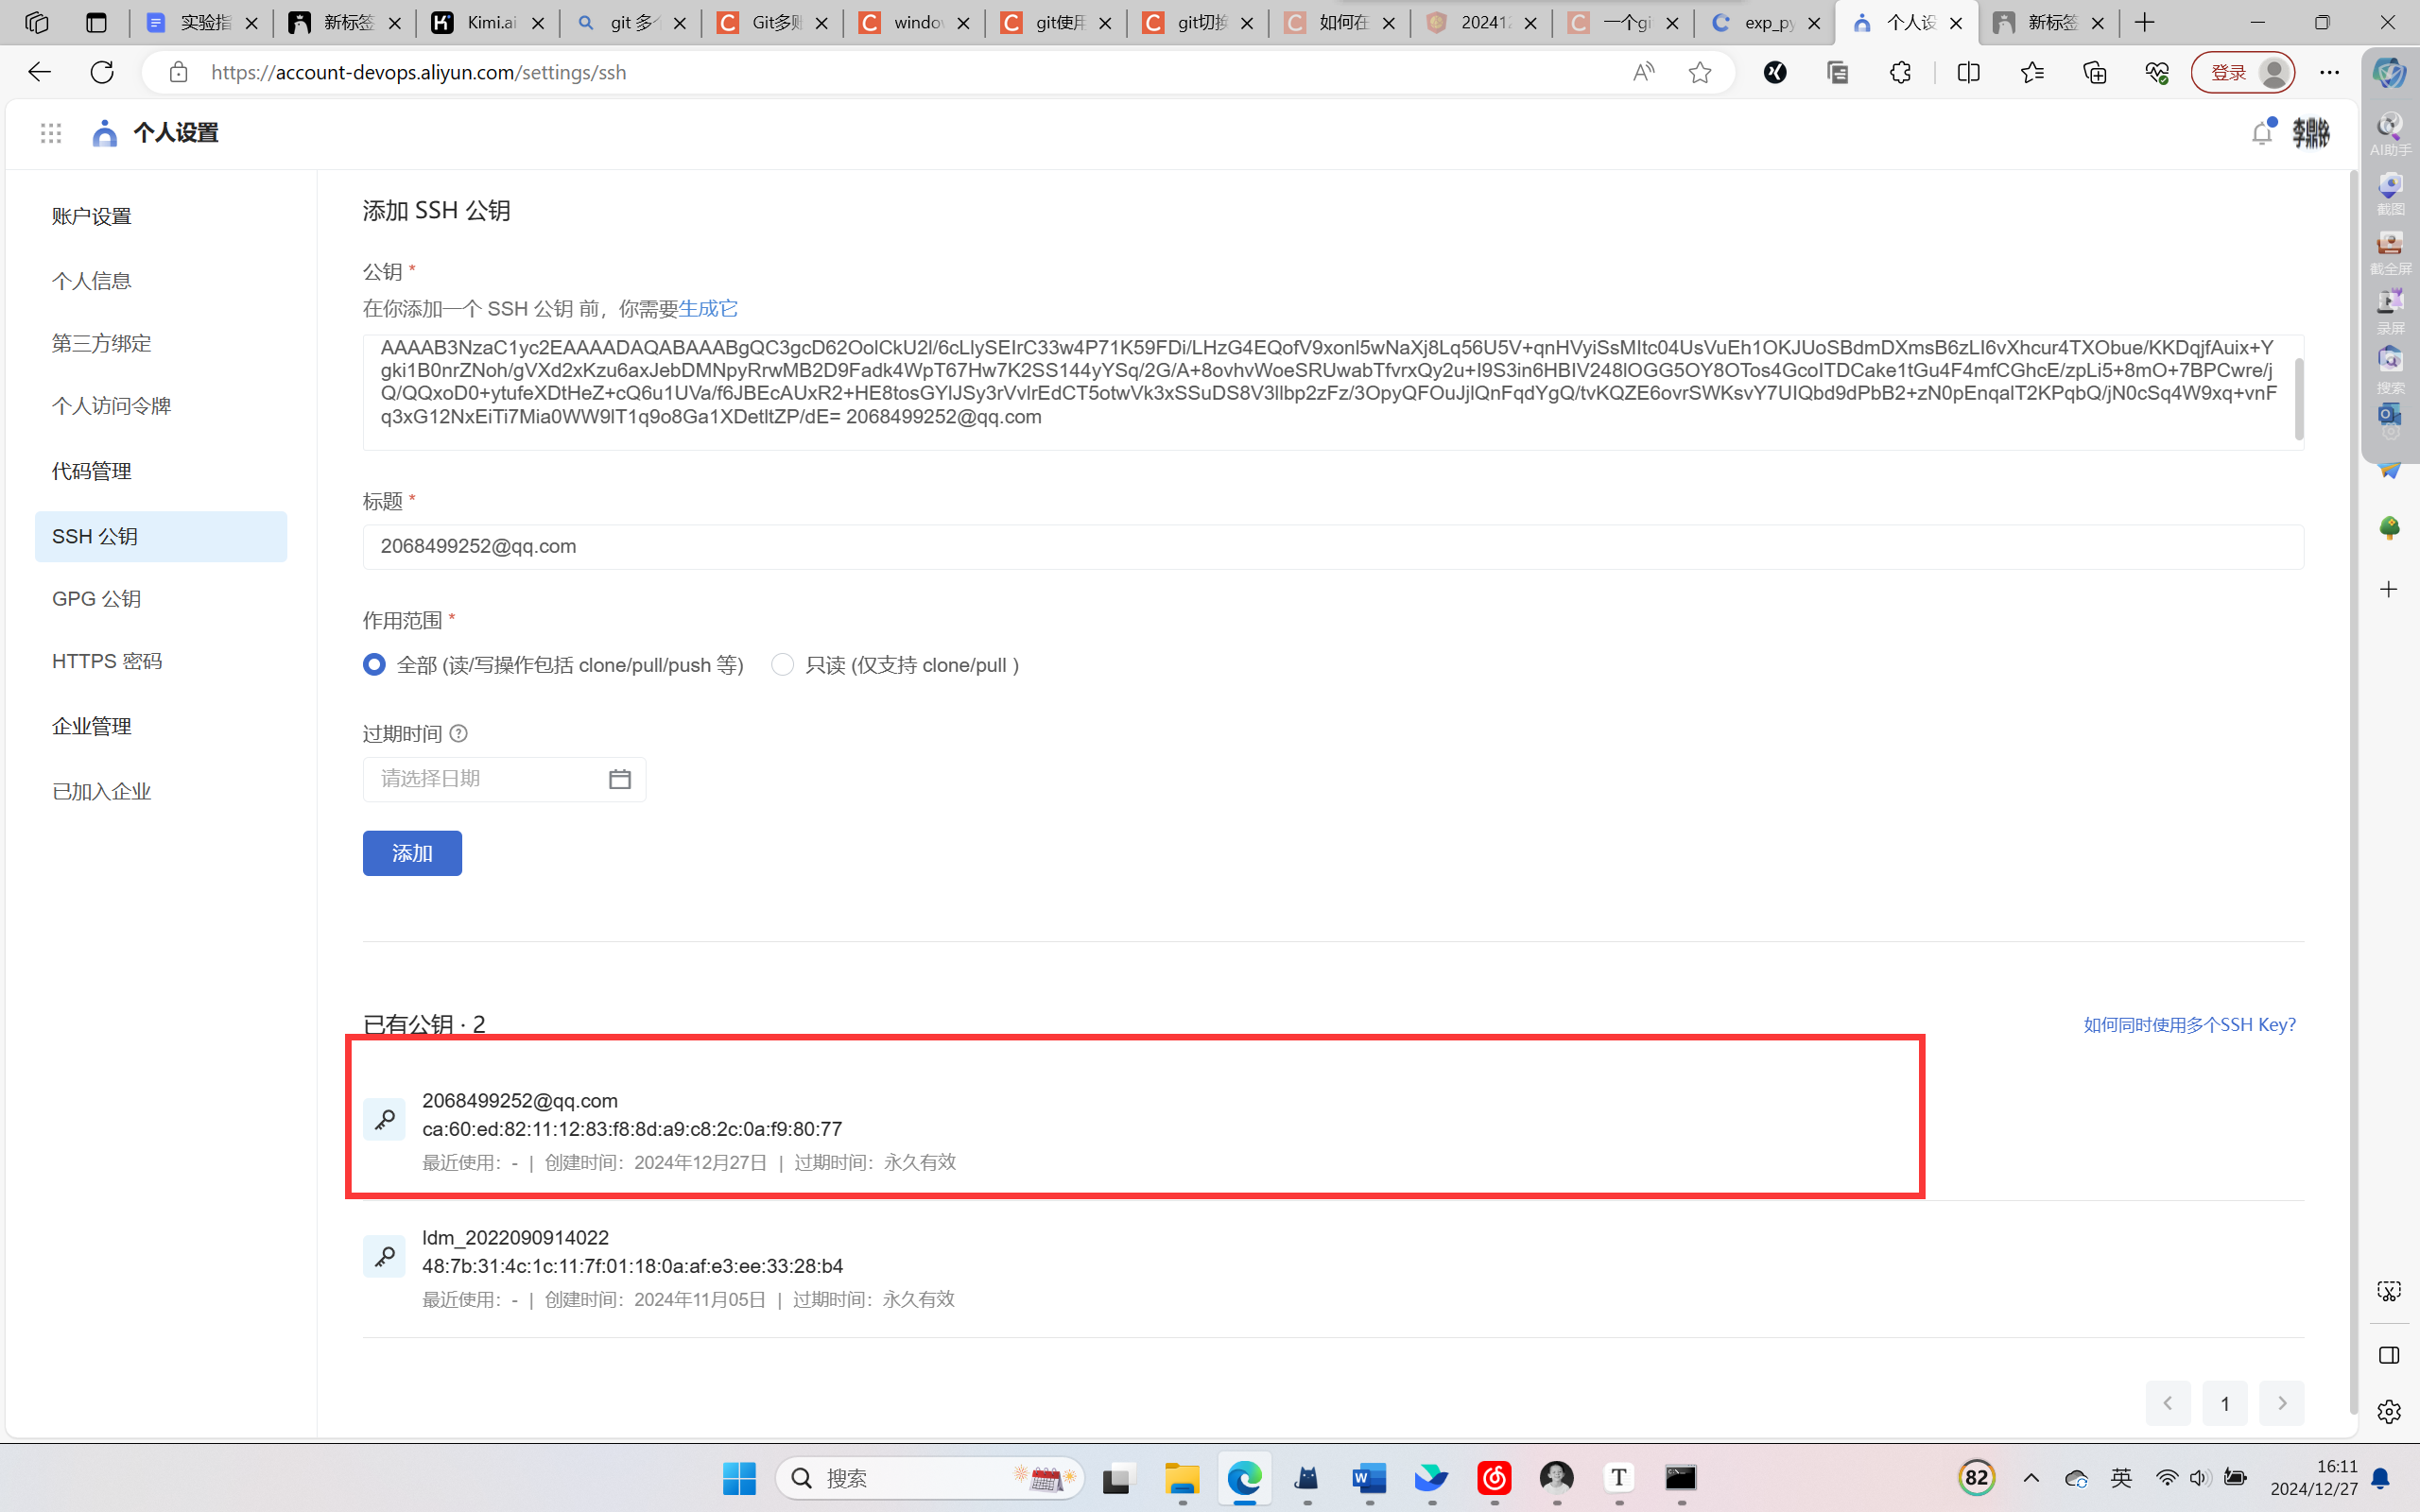 实验指
新标签
Kimi.ai
git 多个
Git多账
windov
git使用
git切换
如何在
202412
一个gi
exp_py
个人设
新标签
https://account-devops.aliyun.com/settings/ssh
登录
个人设置
李鼎铭
AI助手
截图
截全屏
录屏
搜索
账户设置
个人信息
第三方绑定
个人访问令牌
代码管理
SSH 公钥
GPG 公钥
HTTPS 密码
企业管理
已加入企业
添加 SSH 公钥
公钥 *
在你添加一个 SSH 公钥 前，你需要生成它
AAAAB3NzaC1yc2EAAAADAQABAAABgQC3gcD62OolCkU2l/6cLlySEIrC33w4P71K59FDi/LHzG4EQofV9xonl5wNaXj8Lq56U5V+qnHVyiSsMItc04UsVuEh1OKJUoSBdmDXmsB6zLI6vXhcur4TXObue/KKDqjfAuix+Y
gki1B0nrZNoh/gVXd2xKzu6axJebDMNpyRrwMB2D9Fadk4WpT67Hw7K2SS144yYSq/2G/A+8ovhvWoeSRUwabTfvrxQy2u+I9S3in6HBIV248lOGG5OY8OTos4GcoITDCake1tGu4F4mfCGhcE/zpLi5+8mO+7BPCwre/j
Q/QQxoD0+ytufeXDtHeZ+cQ6u1UVa/f6JBEcAUxR2+HE8tosGYlJSy3rVvlrEdCT5otwVk3xSSuDS8V3llbp2zFz/3OpyQFOuJjlQnFqdYgQ/tvKQZE6ovrSWKsvY7UIQbd9dPbB2+zN0pEnqalT2KPqbQ/jN0cSq4W9xq+vnF
q3xG12NxEiTi7Mia0WW9lT1q9o8Ga1XDetltZP/dE= 2068499252@qq.com
标题 *
2068499252@qq.com
作用范围 *
全部 (读/写操作包括 clone/pull/push 等) 只读 (仅支持 clone/pull )
过期时间
请选择日期
添加
已有公钥 · 2
如何同时使用多个SSH Key?
2068499252@qq.com
ca:60:ed:82:11:12:83:f8:8d:a9:c8:2c:0a:f9:80:77
最近使用：- | 创建时间：2024年12月27日 | 过期时间：永久有效
ldm_2022090914022
48:7b:31:4c:1c:11:7f:01:18:0a:af:e3:ee:33:28:b4
最近使用：- | 创建时间：2024年11月05日 | 过期时间：永久有效
1
搜索
82
英
16:11
2024/12/27